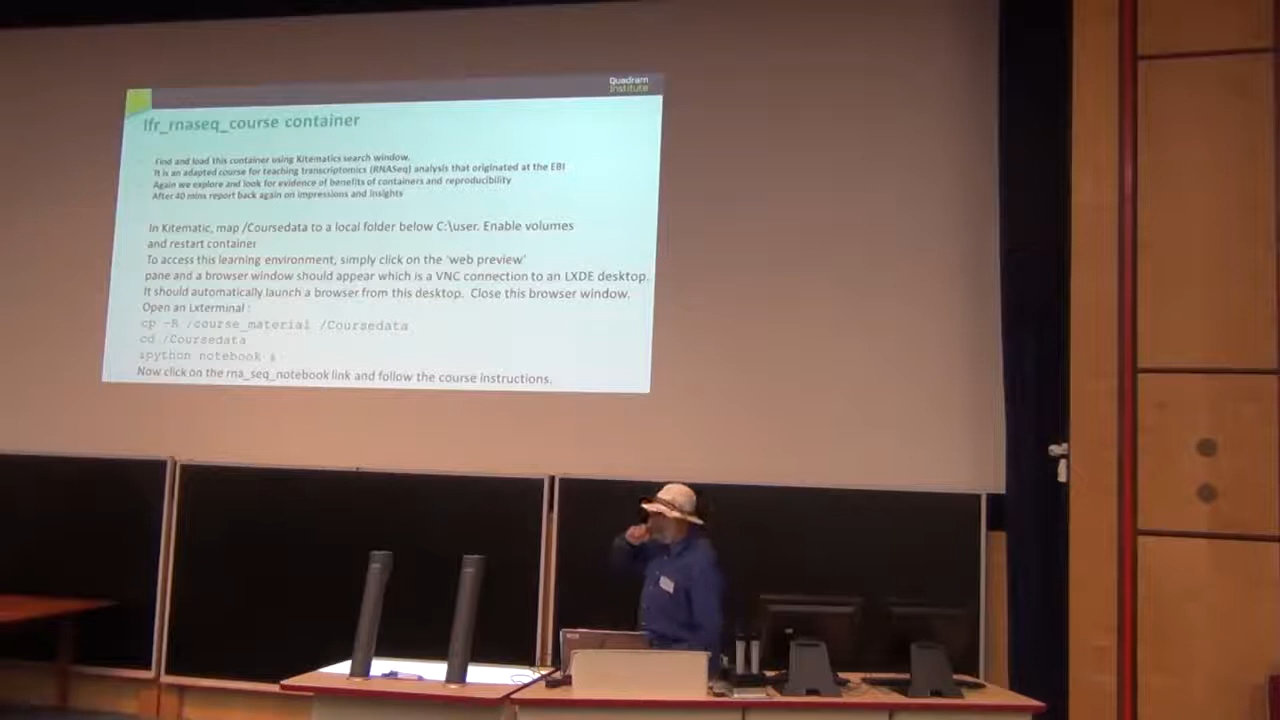 Quadram
Institute
Ifr_rnaseq_course container
Find and load this container using Kitematics search window.
It is an adapted course for teaching transcriptomics (RNASeq) analysis that originated at the EBI
Again we explore and look for evidence of benefits of containers and reproducibility
After 40 mins report back again on impressions and insights
In Kitematic, map /Coursedata to a local folder below C:\user. Enable volumes
and restart container
To access this learning environment, simply click on the 'web preview'
pane and a browser window should appear which is a VNC connection to an LXDE desktop.
It should automatically launch a browser from this desktop. Close this browser window.
Open an Lxterminal :
cp -R /course_material /Coursedata
cd /Coursedata
ipython notebook &
Now click on the rna_seq_notebook link and follow the course instructions.